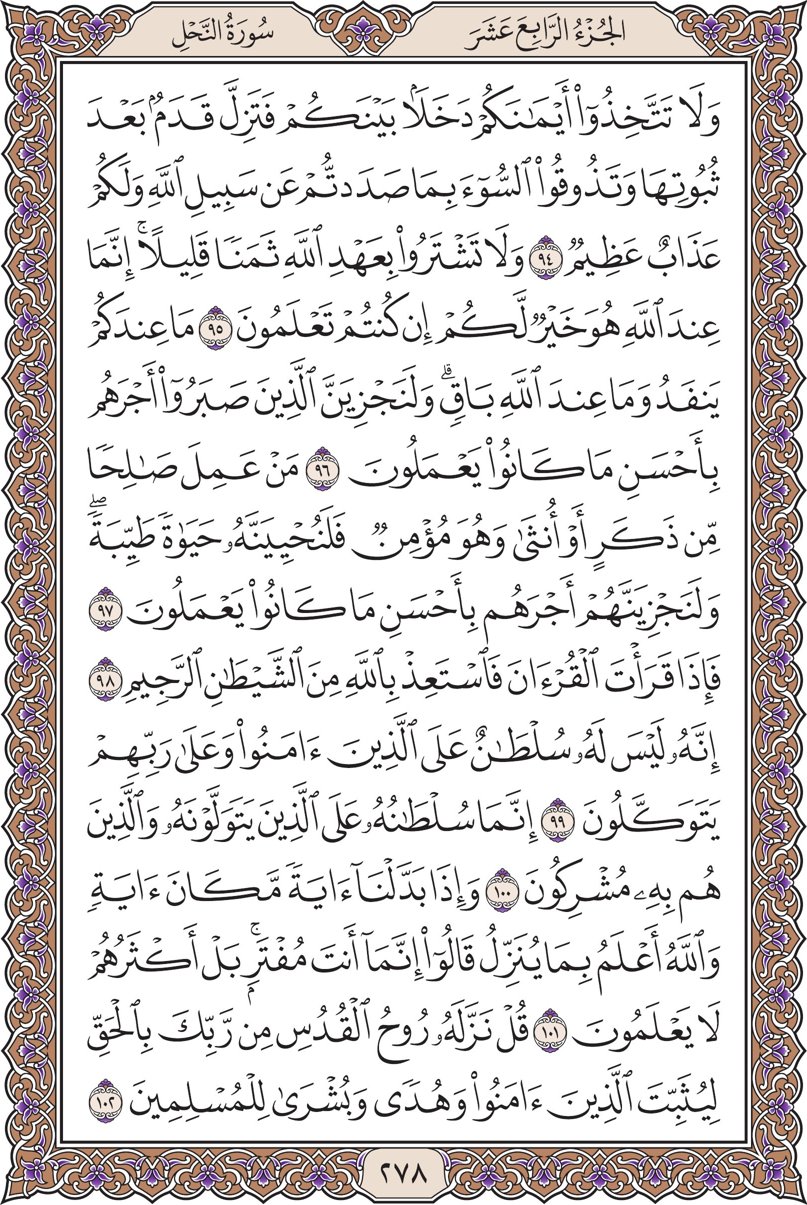 الجُزْءُ الرَّابِعَ عَشَرَ
سُورَةُ النَّحْلِ
وَلَا تَتَّخِذُوٓا۟ أَيْمَٰنَكُمْ دَخَلًۢا بَيْنَكُمْ فَتَزِلَّ قَدَمٌۢ بَعْدَ
ثُبُوتِهَا وَتَذُوقُوا۟ ٱلسُّوٓءَ بِمَا صَدَدتُّمْ عَن سَبِيلِ ٱللَّهِ وَلَكُمْ
عَذَابٌ عَظِيمٌ ٩٤ وَلَا تَشْتَرُوا۟ بِعَهْدِ ٱللَّهِ ثَمَنًا قَلِيلًا ۚ إِنَّمَا
عِندَ ٱللَّهِ هُوَ خَيْرٌ لَّكُمْ إِن كُنتُمْ تَعْلَمُونَ ٩٥ مَا عِندَكُمْ
يَنفَدُ وَمَا عِندَ ٱللَّهِ بَاقٍ ۗ وَلَنَجْزِيَنَّ ٱلَّذِينَ صَبَرُوٓا۟ أَجْرَهُم
بِأَحْسَنِ مَا كَانُوا۟ يَعْمَلُونَ ٩٦ مَنْ عَمِلَ صَٰلِحًا
مِّن ذَكَرٍ أَوْ أُنثَىٰ وَهُوَ مُؤْمِنٌ فَلَنُحْيِيَنَّهُۥ حَيَوٰةً طَيِّبَةً ۖ
وَلَنَجْزِيَنَّهُمْ أَجْرَهُم بِأَحْسَنِ مَا كَانُوا۟ يَعْمَلُونَ ٩٧
فَإِذَا قَرَأْتَ ٱلْقُرْءَانَ فَٱسْتَعِذْ بِٱللَّهِ مِنَ ٱلشَّيْطَٰنِ ٱلرَّجِيمِ ٩٨
إِنَّهُۥ لَيْسَ لَهُۥ سُلْطَٰنٌ عَلَى ٱلَّذِينَ ءَامَنُوا۟ وَعَلَىٰ رَبِّهِمْ
يَتَوَكَّلُونَ ٩٩ إِنَّمَا سُلْطَٰنُهُۥ عَلَى ٱلَّذِينَ يَتَوَلَّوْنَهُۥ وَٱلَّذِينَ
هُم بِهِۦ مُشْرِكُونَ ١٠٠ وَإِذَا بَدَّلْنَآ ءَايَةً مَّكَانَ ءَايَةٍ
وَٱللَّهُ أَعْلَمُ بِمَا يُنَزِّلُ قَالُوٓا۟ إِنَّمَآ أَنتَ مُفْتَرٍۭ ۚ بَلْ أَكْثَرُهُمْ
لَا يَعْلَمُونَ ١٠١ قُلْ نَزَّلَهُۥ رُوحُ ٱلْقُدُسِ مِن رَّبِّكَ بِٱلْحَقِّ
لِيُثَبِّتَ ٱلَّذِينَ ءَامَنُوا۟ وَهُدًى وَبُشْرَىٰ لِلْمُسْلِمِينَ ١٠٢
٢٧٨